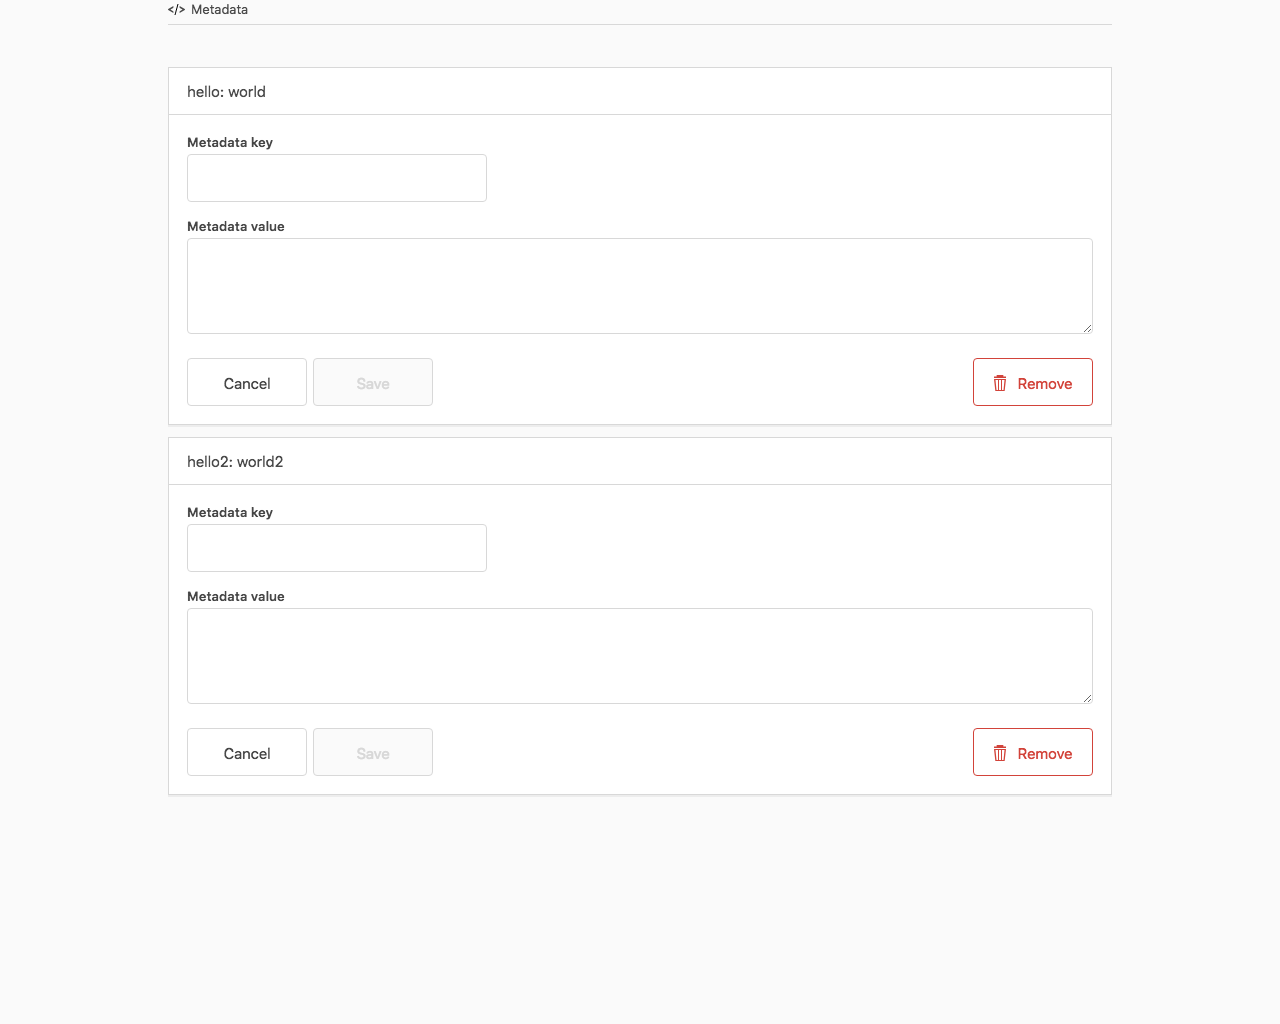 </> Metadata
hello: world
Metadata key
Metadata value
Cancel Save Remove
hello2: world2
Metadata key
Metadata value
Cancel Save Remove